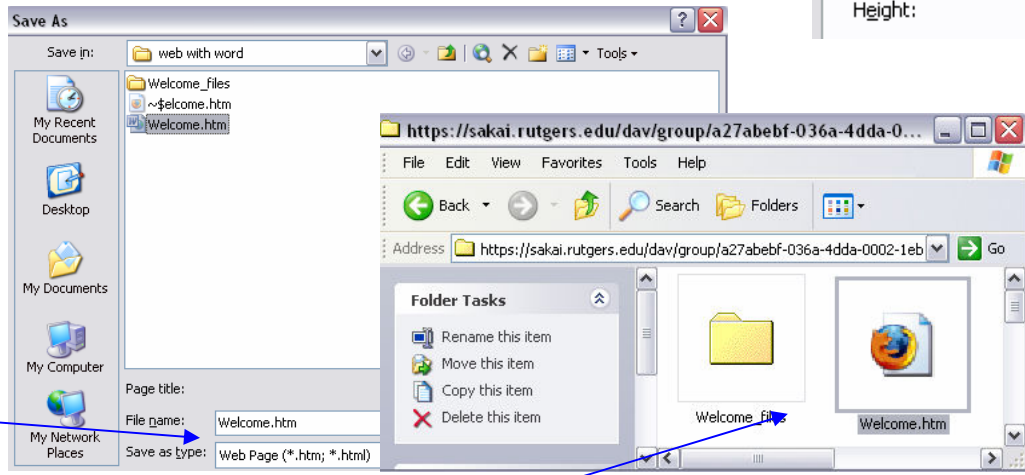 Height:
Save As
Save in:
web with word
Tools
Welcome_files
~$elcome.htm
Welcome.htm
My Recent
Documents
Desktop
My Documents
My Computer
My Network
Places
Page title:
File name:
Welcome.htm
Save as type:
Web Page (*.htm; *.html)
https://sakai.rutgers.edu/dav/group/a27abebf-036a-4dda-0...
File Edit View Favorites Tools Help
Back
Search
Folders
Address
https://sakai.rutgers.edu/dav/group/a27abebf-036a-4dda-0002-1eb
Go
Folder Tasks
Rename this item
Move this item
Copy this item
Delete this item
Welcome_files
Welcome.htm